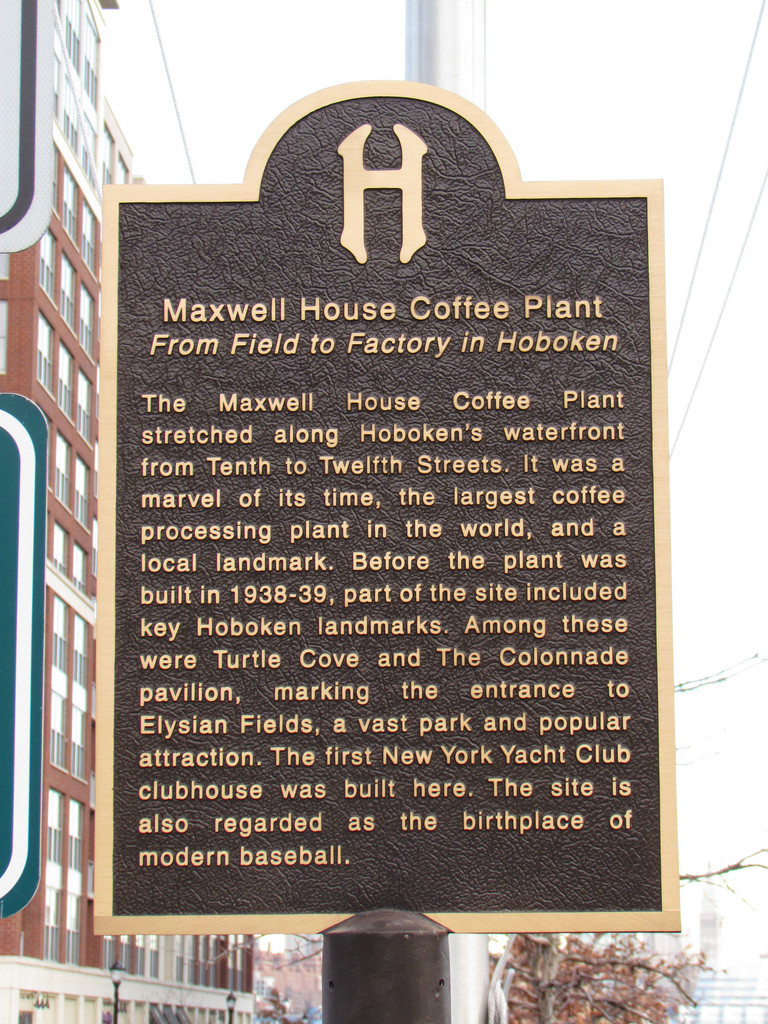 H
Maxwell House Coffee Plant
From Field to Factory in Hoboken
The Maxwell House Coffee Plant
stretched along Hoboken's waterfront
from Tenth to Twelfth Streets. It was a
marvel of its time, the largest coffee
processing plant in the world, and a
local landmark. Before the plant was
built in 1938-39, part of the site included
key Hoboken landmarks. Among these
were Turtle Cove and The Colonnade
pavilion, marking the entrance to
Elysian Fields, a vast park and popular
attraction. The first New York Yacht Club
clubhouse was built here. The site is
also regarded as the birthplace of
modern baseball.